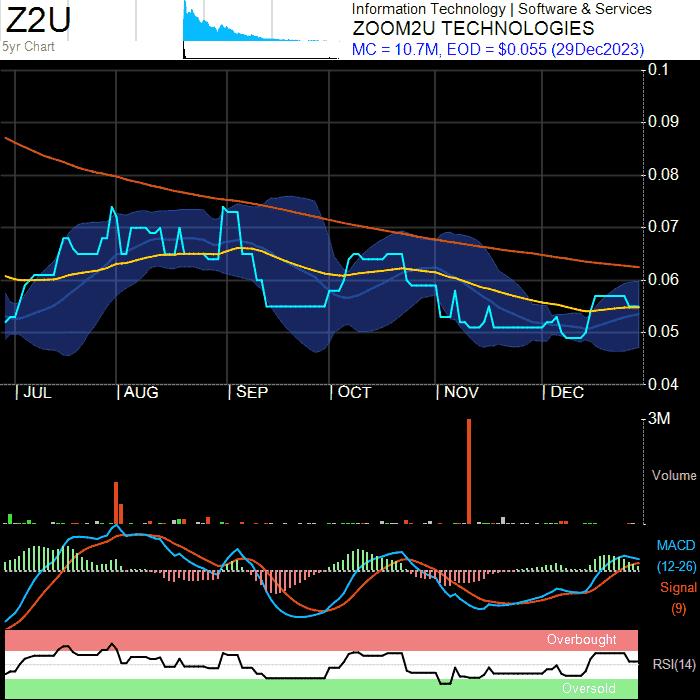 Z2U
5yr Chart
Information Technology | Software & Services
ZOOM2U TECHNOLOGIES
MC = 10.7M, EOD = $0.055 (29Dec2023)
0.1
0.09
0.08
0.07
0.06
0.05
0.04
JUL AUG SEP OCT NOV DEC
3M
Volume
MACD
(12-26)
Signal
(9)
Overbought
RSI(14)
Oversold